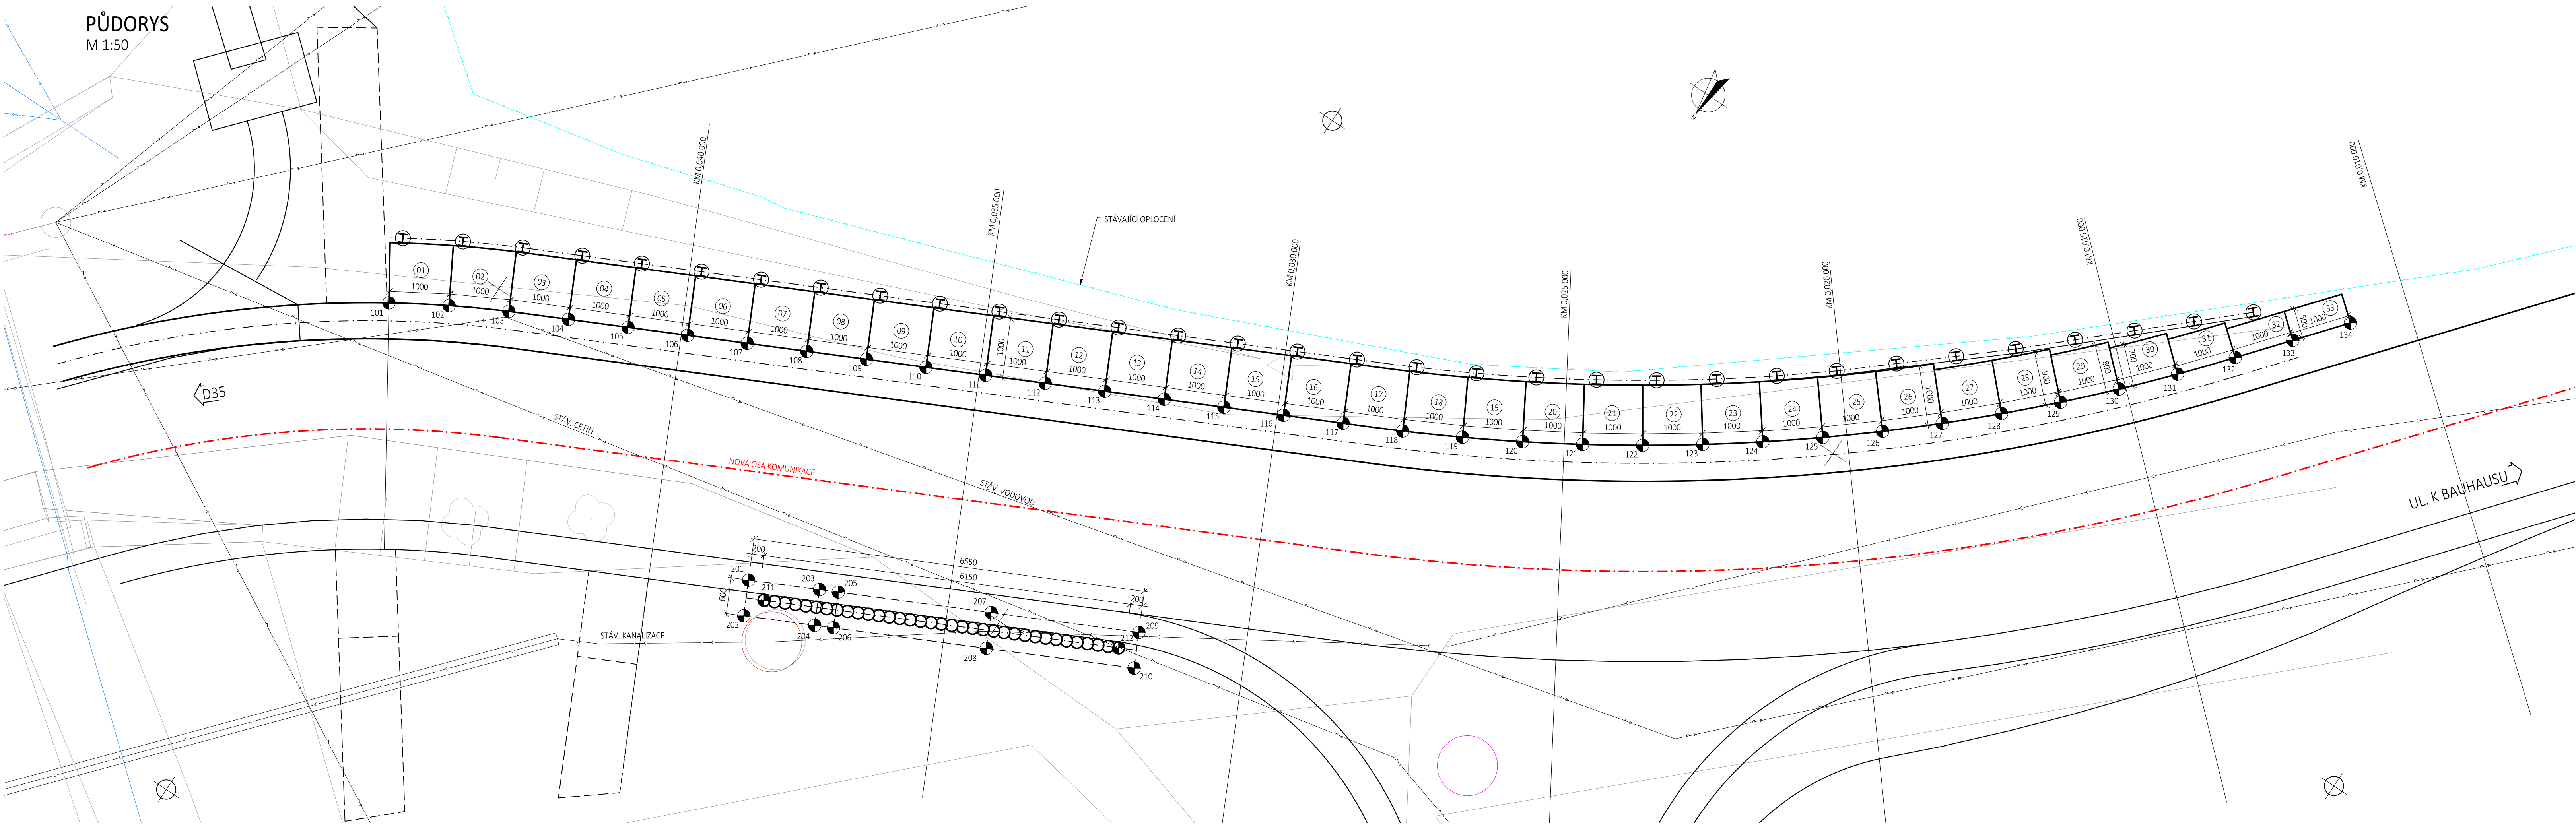 PŮDORYS
M 1:50
N
KM 0,040 000
KM 0,035 000
KM 0,030 000
KM 0,025 000
KM 0,020 000
KM 0,015 000
KM 0,010 000
STÁVAJÍCÍ OPLOCENÍ
01 02 03 04 05 06 07 08 09 10 11 12 13 14 15 16 17 18 19 20 21 22 23 24 25 26 27 28 29 30 31 32 33
1000 1000 1000 1000 1000 1000 1000 1000 1000 1000 1000 1000 1000 1000 1000 1000 1000 1000 1000 1000 1000 1000 1000 1000 1000 1000 1000 1000 1000 1000 1000 1000 1000
1000 1000 900 800 700 500
101 102 103 104 105 106 107 108 109 110 111 112 113 114 115 116 117 118 119 120 121 122 123 124 125 126 127 128 129 130 131 132 133 134
D35
STÁV. CETIN
NOVÁ OSA KOMUNIKACE
STÁV. VODOVOD
UL. K BAUHAUSU
6550
200 6150 200
600
201 203 205 207 209
211 212
202 204 206 208 210
STÁV. KANALIZACE